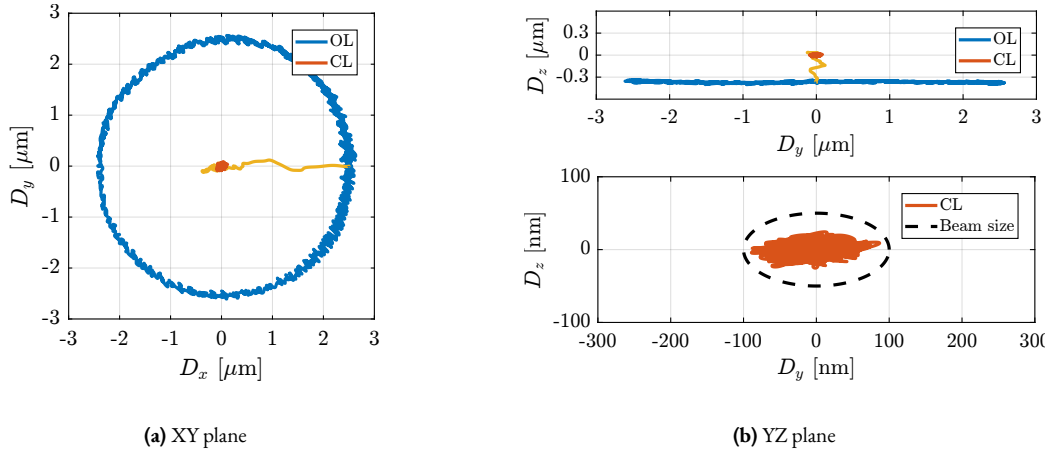 3
2
1
0
-1
-2
-3
-3 -2 -1 0 1 2 3
D_y [μm]
D_x [μm]
OL
CL
(a) XY plane
0.3
0
-0.3
-3 -2 -1 0 1 2 3
D_z [μm]
D_y [μm]
OL
CL
100
0
-100
-300 -200 -100 0 100 200 300
D_z [nm]
D_y [nm]
CL
Beam size
(b) YZ plane